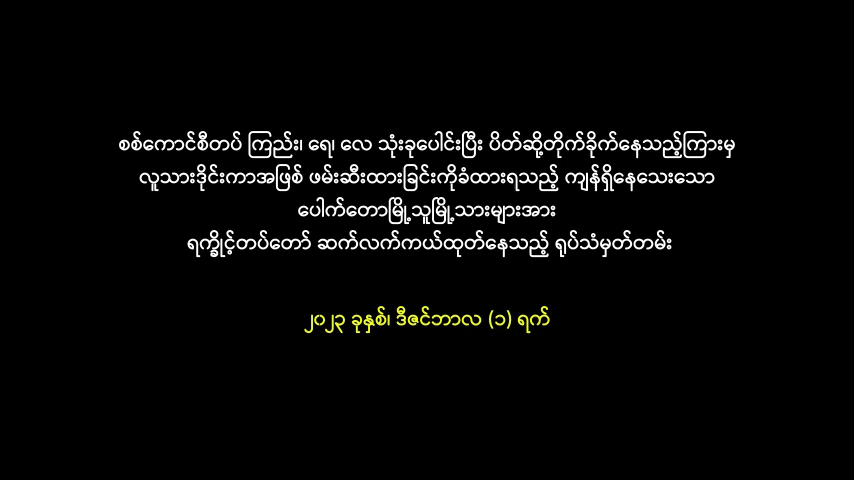 စစ်ကောင်စီတပ် ကြည်း၊ ရေ၊ လေ သုံးခုပေါင်းပြီး ပိတ်ဆို့တိုက်ခိုက်နေသည့်ကြားမှ
လူသားဒိုင်းကာအဖြစ် ဖမ်းဆီးထားခြင်းကိုခံထားရသည့် ကျန်ရှိနေသေးသော
ပေါက်တောမြို့သူမြို့သားများအား
ရက္ခိုင့်တပ်တော် ဆက်လက်ကယ်ထုတ်နေသည့် ရုပ်သံမှတ်တမ်း
၂၀၂၃ ခုနှစ်၊ ဒီဇင်ဘာလ (၁) ရက်